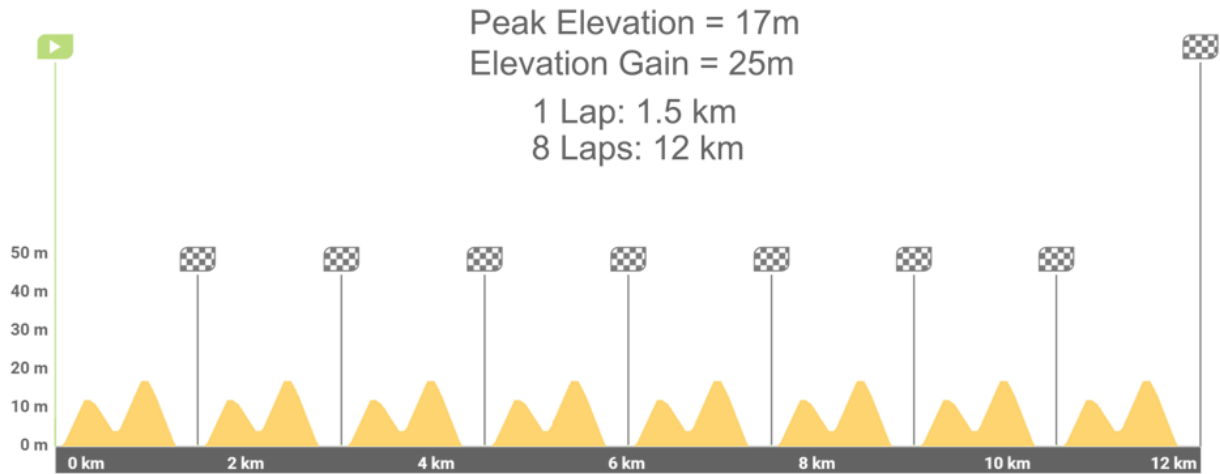 Peak Elevation = 17m
Elevation Gain = 25m
1 Lap: 1.5 km
8 Laps: 12 km
50 m
40 m
30 m
20 m
10 m
0 m
0 km 2 km 4 km 6 km 8 km 10 km 12 km